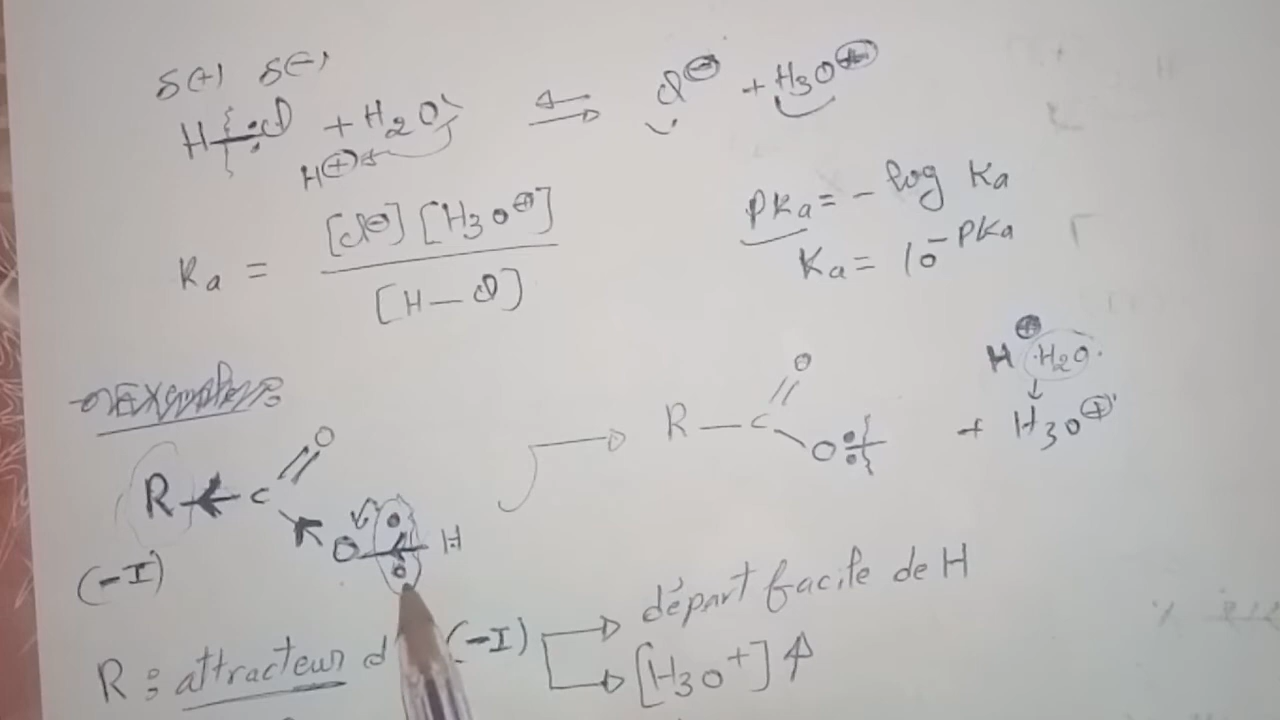 δ(+) δ(-)
H—Cl + H2O ⇌ Cl⊖ + H3O⊕
H⊕
Ka = [Cl⊖] [H3O⊕] / [H—Cl]
PKa = - log Ka
Ka = 10^-PKa
Exemples:
R C O O H
(-I)
R — C O O
H⊕ H2O
+ H3O⊕
R : attracteur d (-I) → départ facile de H
→ [H3O+] ↑